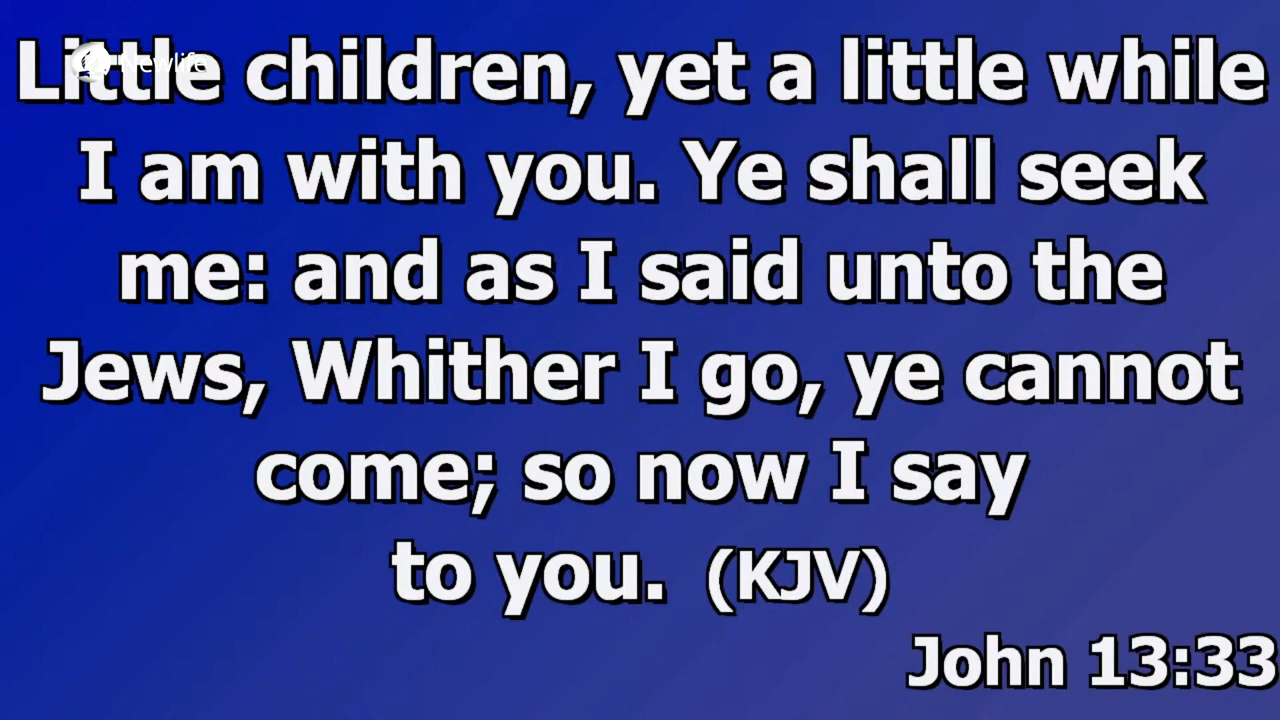 Newlife
Little children, yet a little while
I am with you. Ye shall seek
me: and as I said unto the
Jews, Whither I go, ye cannot
come; so now I say
to you. (KJV)
John 13:33